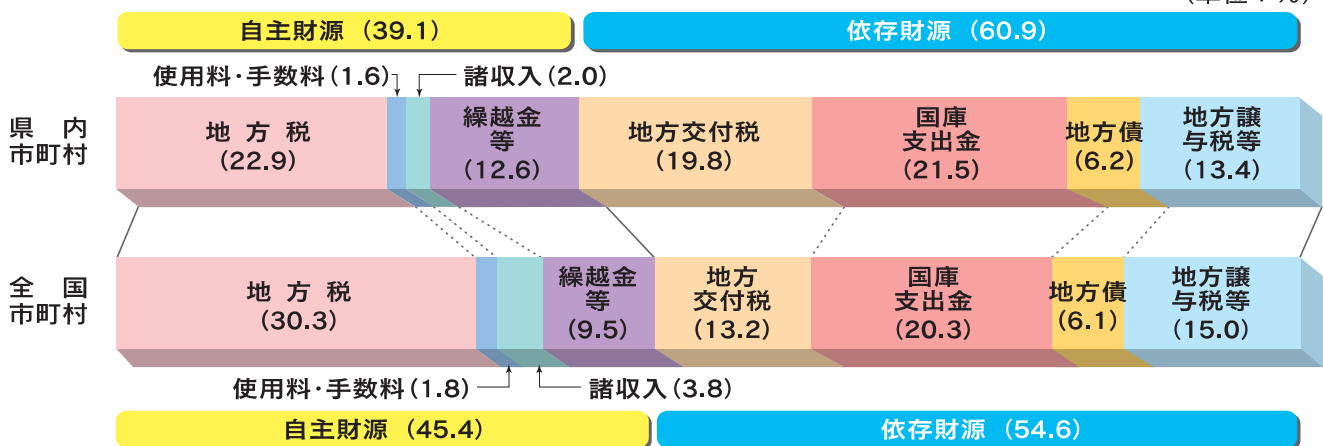 (単位：%)
自主財源 (39.1)
依存財源 (60.9)
使用料・手数料(1.6)
諸収入(2.0)
県内
市町村
地方税
(22.9)
繰越金
等
(12.6)
地方交付税
(19.8)
国庫
支出金
(21.5)
地方債
(6.2)
地方譲
与税等
(13.4)
全国
市町村
地方税
(30.3)
繰越金
等
(9.5)
地方
交付税
(13.2)
国庫
支出金
(20.3)
地方債
(6.1)
地方譲
与税等
(15.0)
使用料・手数料(1.8)
諸収入(3.8)
自主財源 (45.4)
依存財源 (54.6)